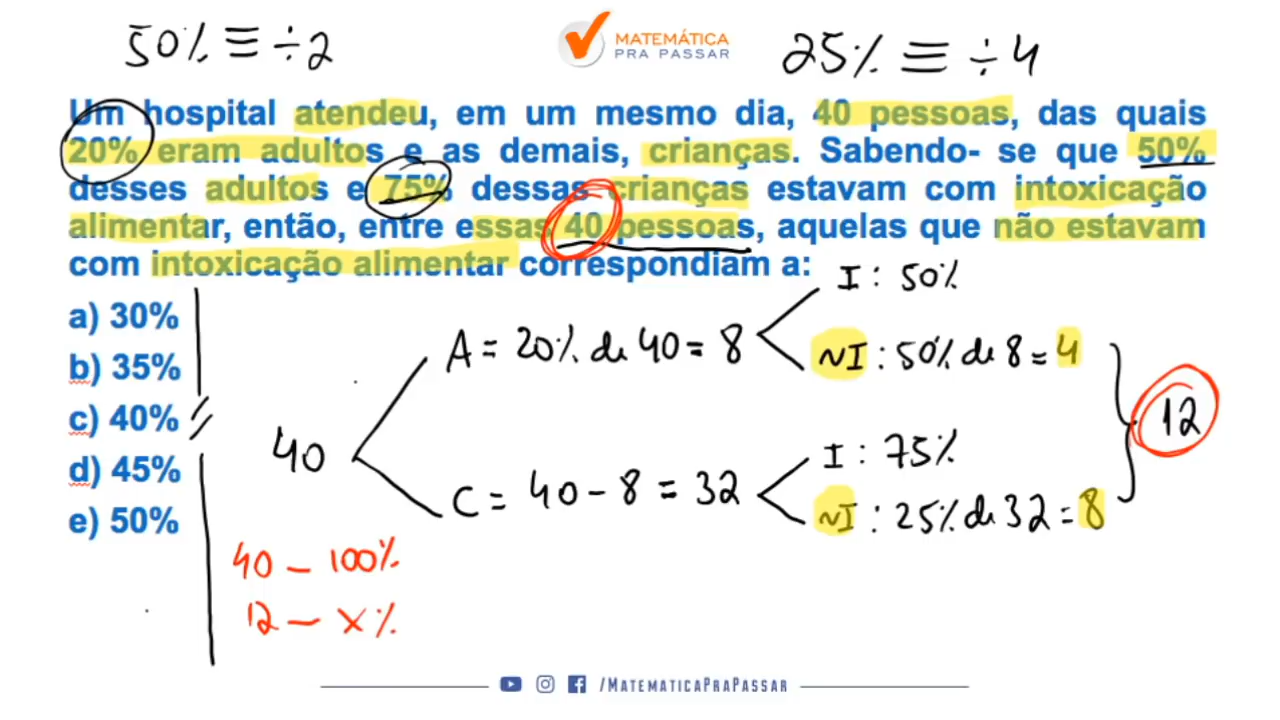 50% ≡ ÷2
MATEMÁTICA
PRA PASSAR
25% ≡ ÷4
Um hospital atendeu, em um mesmo dia, 40 pessoas, das quais
20% eram adultos e as demais, crianças. Sabendo- se que 50%
desses adultos e 75% dessas crianças estavam com intoxicação
alimentar, então, entre essas 40 pessoas, aquelas que não estavam
com intoxicação alimentar correspondiam a:
a) 30%
b) 35%
c) 40%
d) 45%
e) 50%
40
A = 20% de 40 = 8
I : 50%
NI : 50% de 8 = 4
C = 40 - 8 = 32
I : 75%
NI : 25% de 32 = 8
12
40 - 100%
12 - X%
/MATEMATICAPRAPASSAR